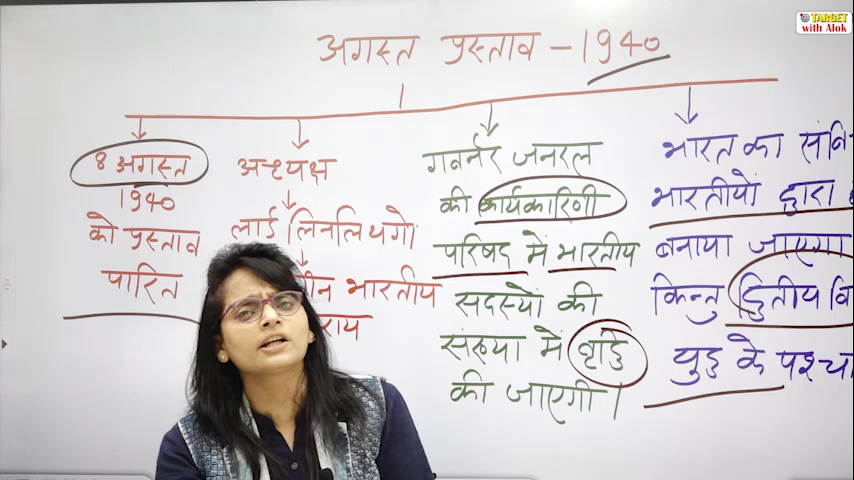 TARGET
with Alok
अगस्त प्रस्ताव - 1940
8 अगस्त
1940
को प्रस्ताव
पारित
अध्यक्ष
लार्ड लिनलिथगो
भारतीय
गवर्नर जनरल
की कार्यकारिणी
परिषद में भारतीय
सदस्यों की
संख्या में वृद्धि
की जाएगी।
भारत का
भारतीयों द्वारा
बनाया जाएगा
किन्तु द्वितीय
युद्ध के